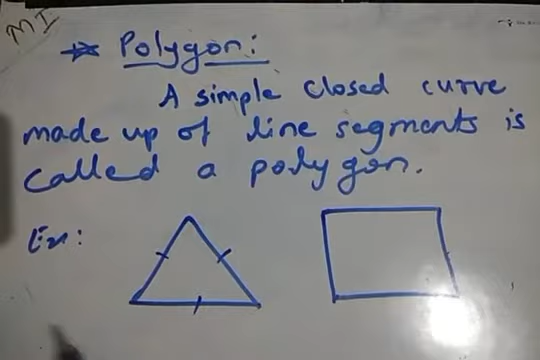 MI
Polygon:
A simple closed curve
made up of line segments is
called a polygon.
Ex: